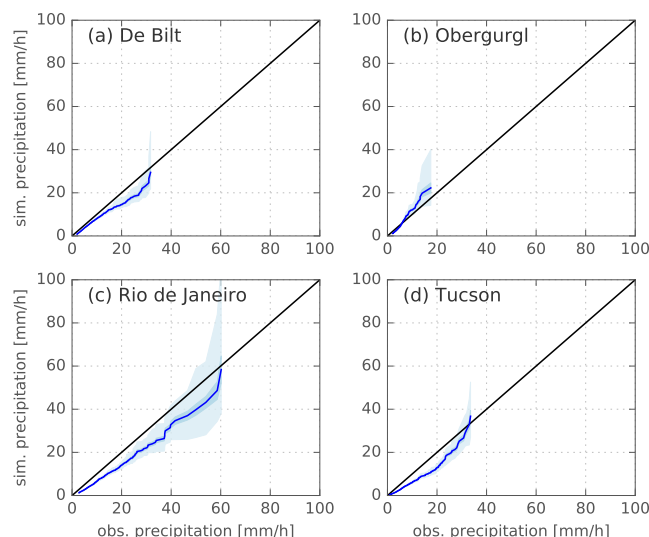 (a) De Bilt
(b) Obergurgl
sim. precipitation [mm/h]
100
80
60
40
20
0
0 20 40 60 80 100
100
80
60
40
20
0
0 20 40 60 80 100
(c) Rio de Janeiro
(d) Tucson
sim. precipitation [mm/h]
100
80
60
40
20
0
0 20 40 60 80 100
obs. precipitation [mm/h]
100
80
60
40
20
0
0 20 40 60 80 100
obs. precipitation [mm/h]